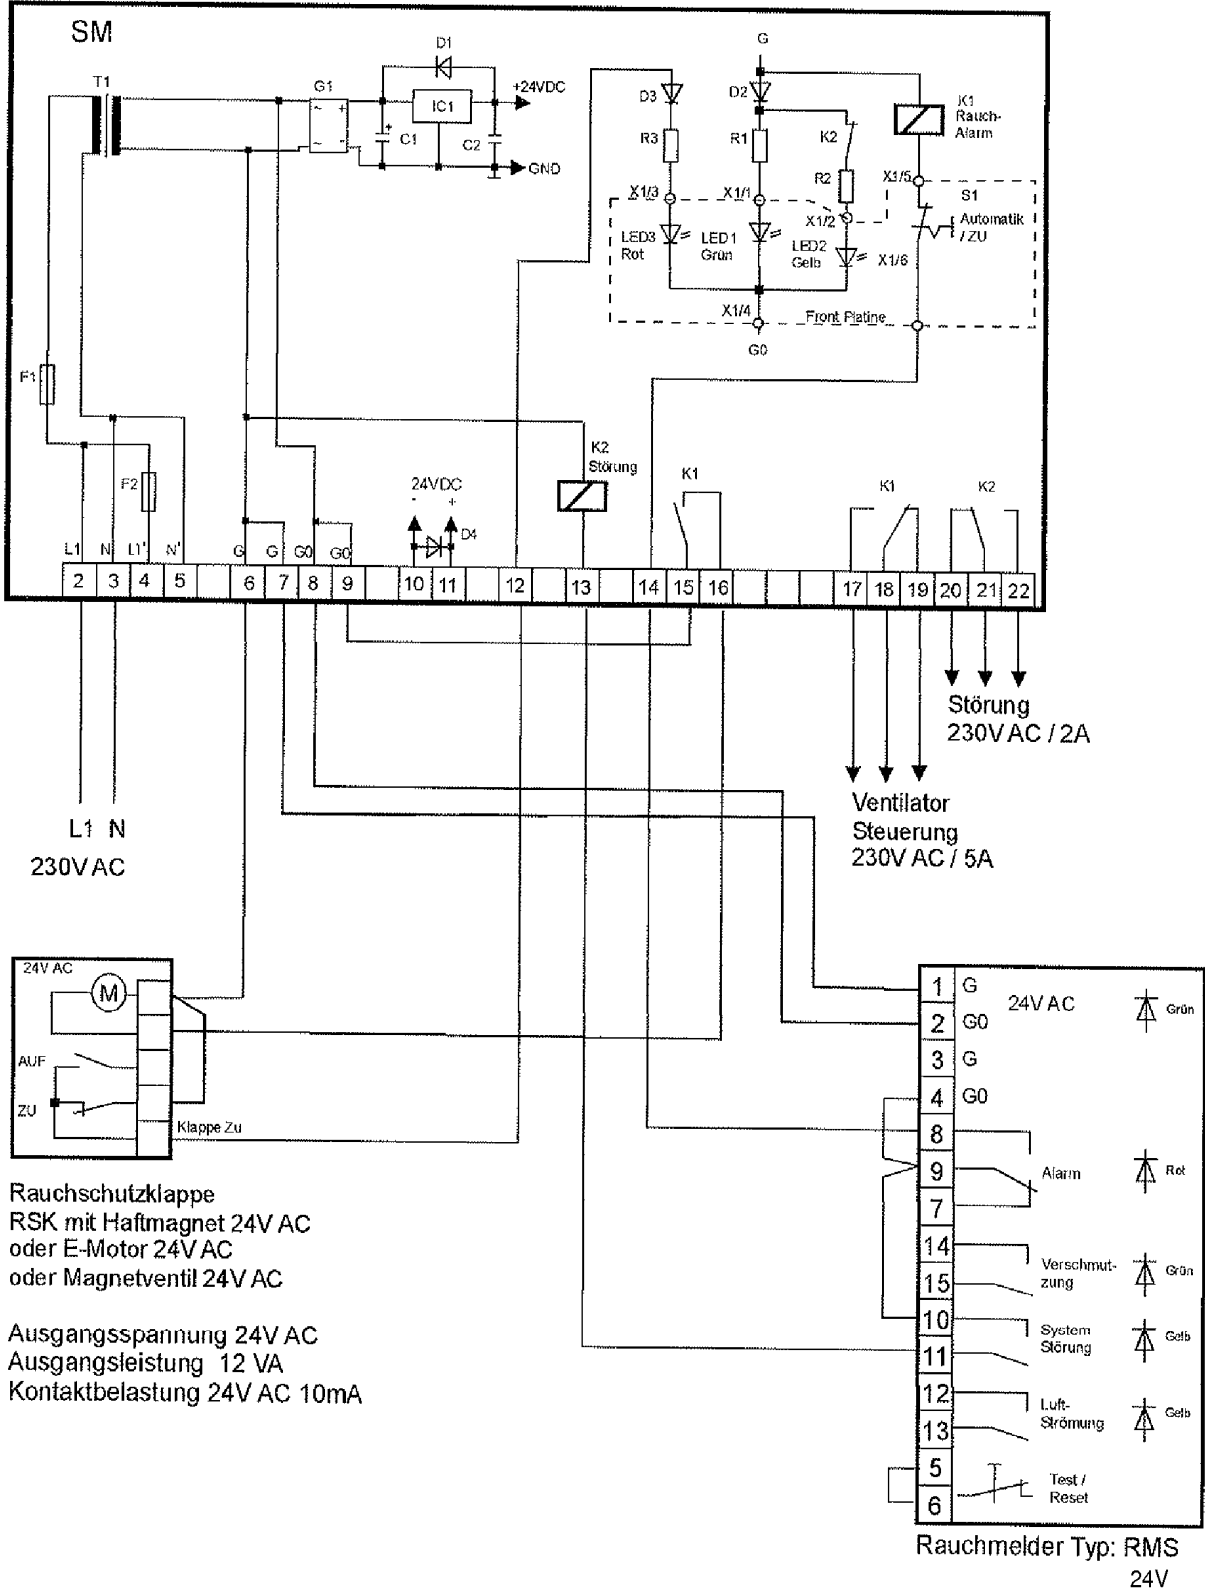 SM
T1
G1
~ +
~ -
D1
IC1
C1
+
C2
+24VDC
GND
G
D3
D2
K1
Rauch-
Alarm
R3
R1
K2
R2
X1/3
X1/1
X1/2
X1/5
S1
Automatik
/ ZU
LED3
Rot
LED1
Grün
LED2
Gelb
X1/6
X1/4
Front Platine
G0
F1
F2
K2
Störung
24VDC
- +
D4
K1
K1
K2
L1 N L1' N' G G G0 G0
2 3 4 5 6 7 8 9 10 11 12 13 14 15 16 17 18 19 20 21 22
Störung
230V AC / 2A
Ventilator
Steuerung
230V AC / 5A
L1 N
230V AC
24V AC
M
AUF
ZU
Klappe Zu
Rauchschutzklappe
RSK mit Haftmagnet 24V AC
oder E-Motor 24V AC
oder Magnetventil 24V AC
Ausgangsspannung 24V AC
Ausgangsleistung 12 VA
Kontaktbelastung 24V AC 10mA
1 G
24V AC
Grün
2 G0
3 G
4 G0
8
9 Alarm Rot
7
14
Verschmut-
zung
Grün
15
10
System
Störung
Gelb
11
12
Luft-
Strömung
Gelb
13
5
Test /
Reset
6
Rauchmelder Typ: RMS
24V